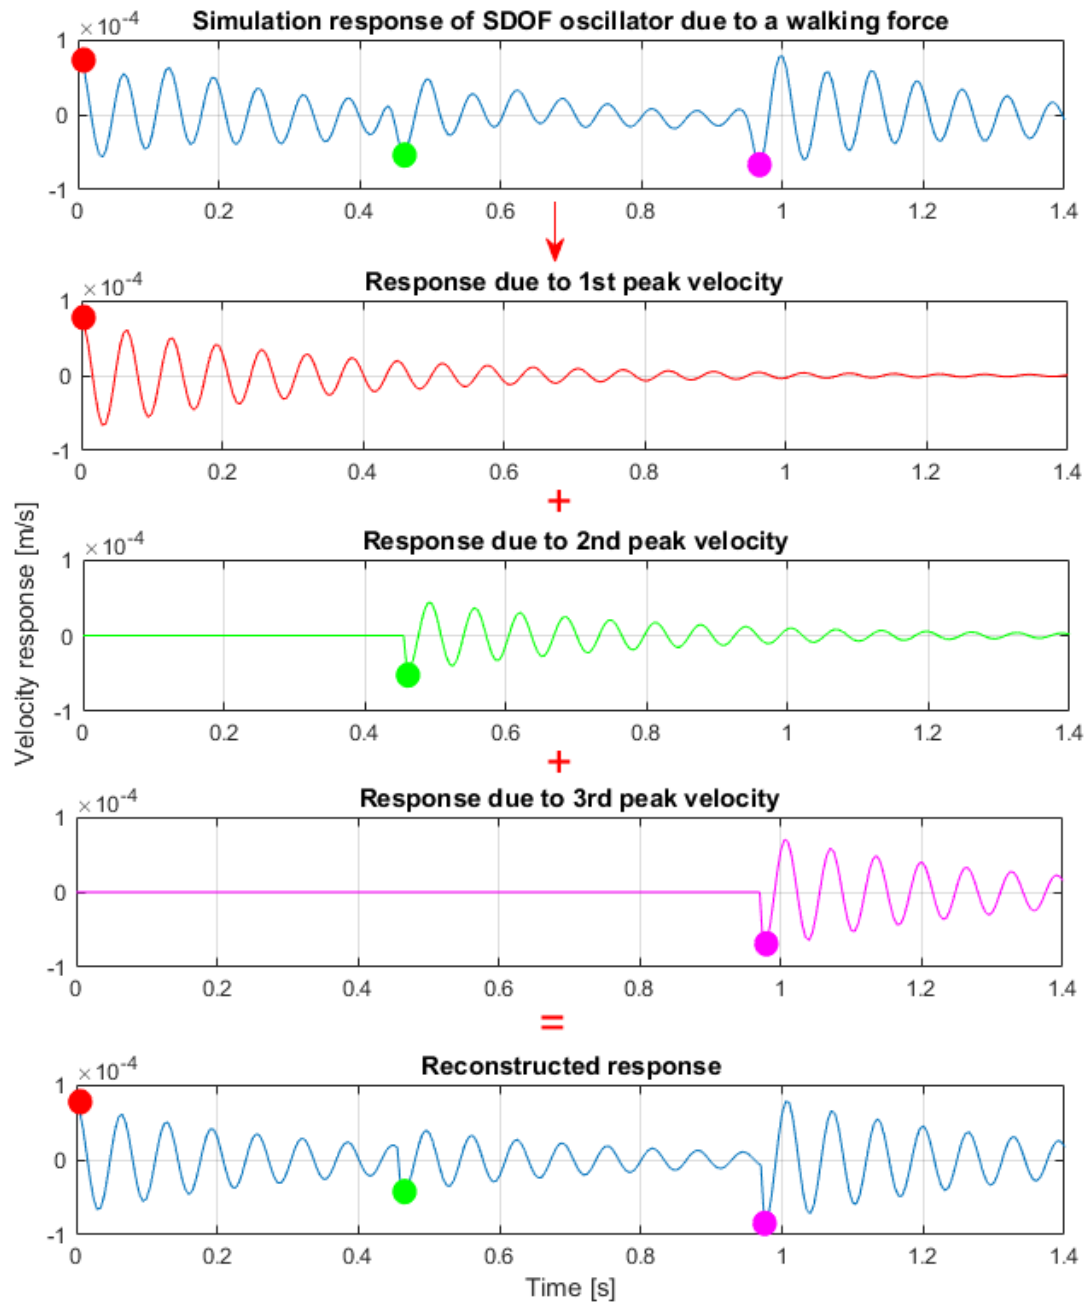 Simulation response of SDOF oscillator due to a walking force
×10-4
1
0
-1
0 0.2 0.4 0.6 0.8 1 1.2 1.4
Response due to 1st peak velocity
×10-4
1
0
-1
0 0.2 0.4 0.6 0.8 1 1.2 1.4
+
Response due to 2nd peak velocity
×10-4
1
0
-1
0 0.2 0.4 0.6 0.8 1 1.2 1.4
+
Velocity response [m/s]
Response due to 3rd peak velocity
×10-4
1
0
-1
0 0.2 0.4 0.6 0.8 1 1.2 1.4
=
Reconstructed response
×10-4
1
0
-1
0 0.2 0.4 0.6 0.8 1 1.2 1.4
Time [s]